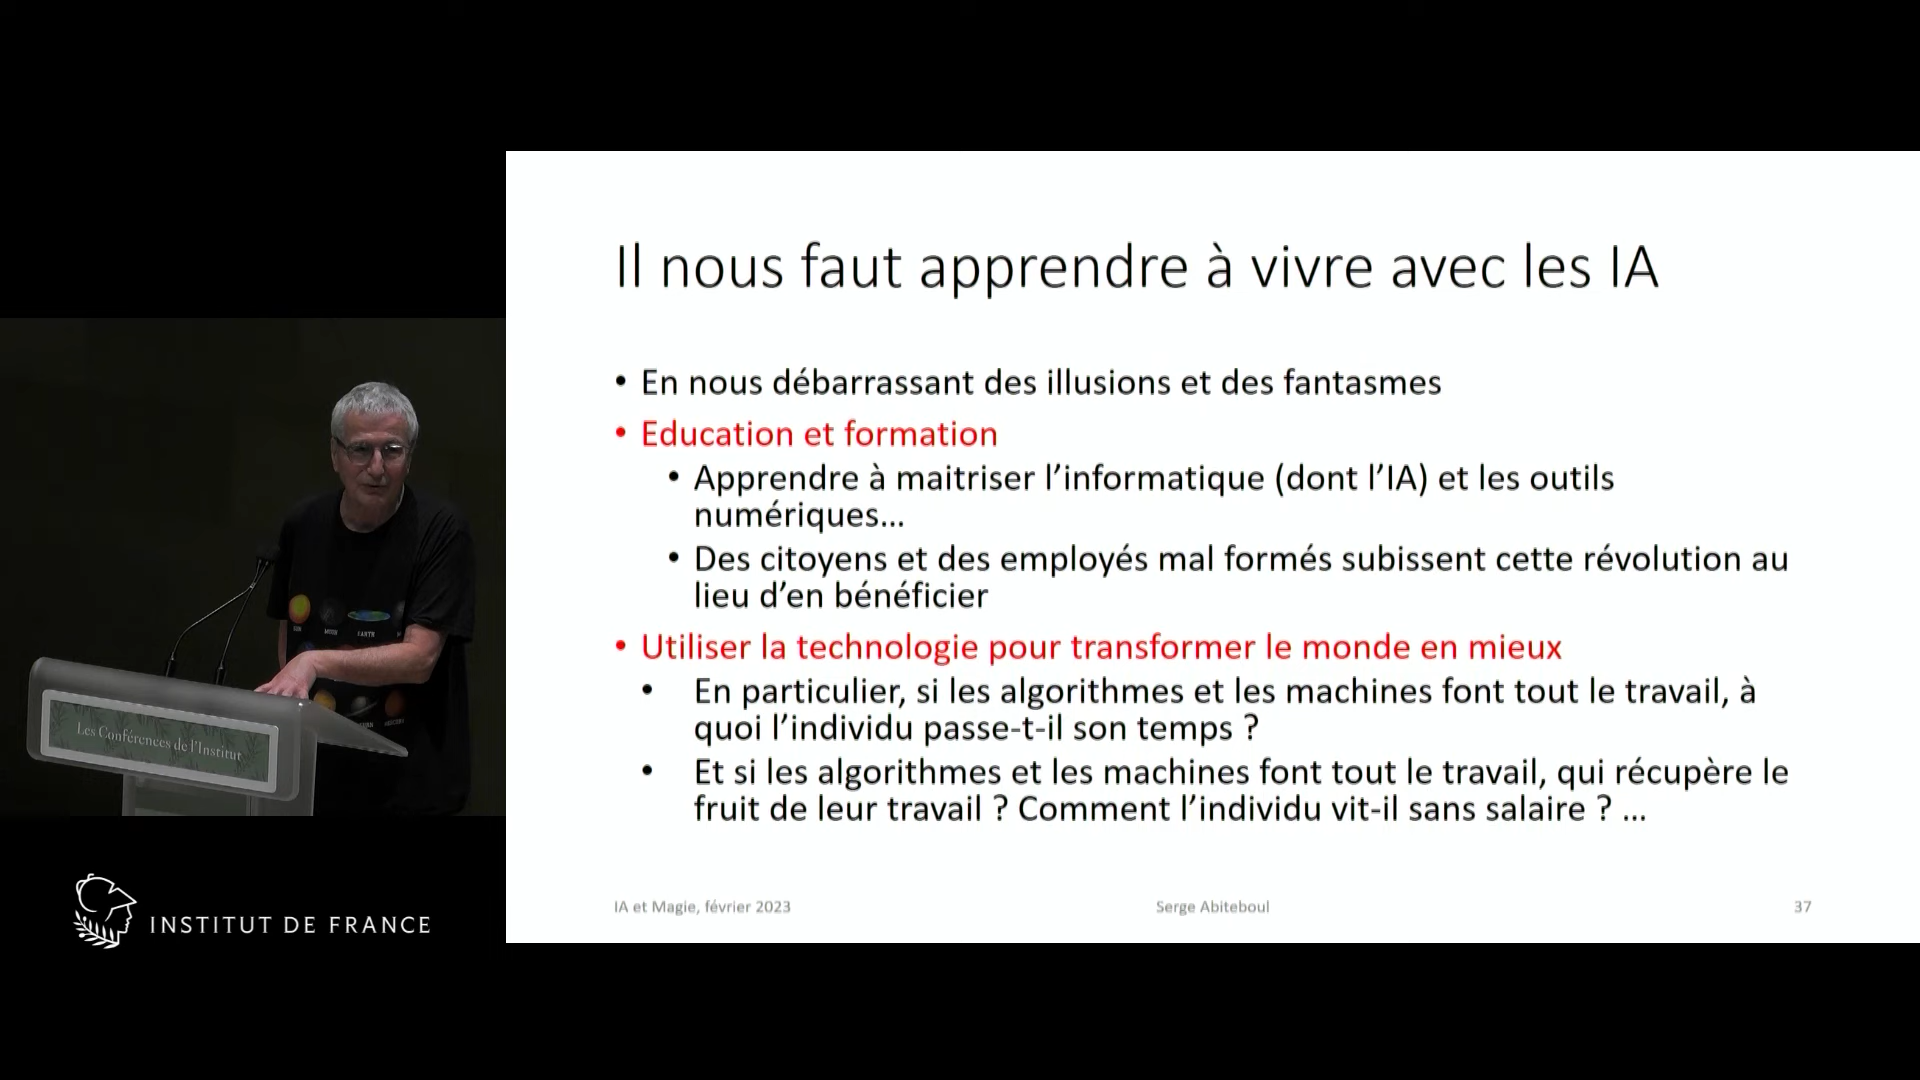 Il nous faut apprendre à vivre avec les IA
• En nous débarrassant des illusions et des fantasmes
• Education et formation
• Apprendre à maitriser l’informatique (dont l’IA) et les outils
numériques…
• Des citoyens et des employés mal formés subissent cette révolution au
lieu d’en bénéficier
• Utiliser la technologie pour transformer le monde en mieux
• En particulier, si les algorithmes et les machines font tout le travail, à
quoi l’individu passe-t-il son temps ?
• Et si les algorithmes et les machines font tout le travail, qui récupère le
fruit de leur travail ? Comment l’individu vit-il sans salaire ? …
IA et Magie, février 2023
Serge Abiteboul
37
EARTH
Les Conférences de l'Institut
INSTITUT DE FRANCE